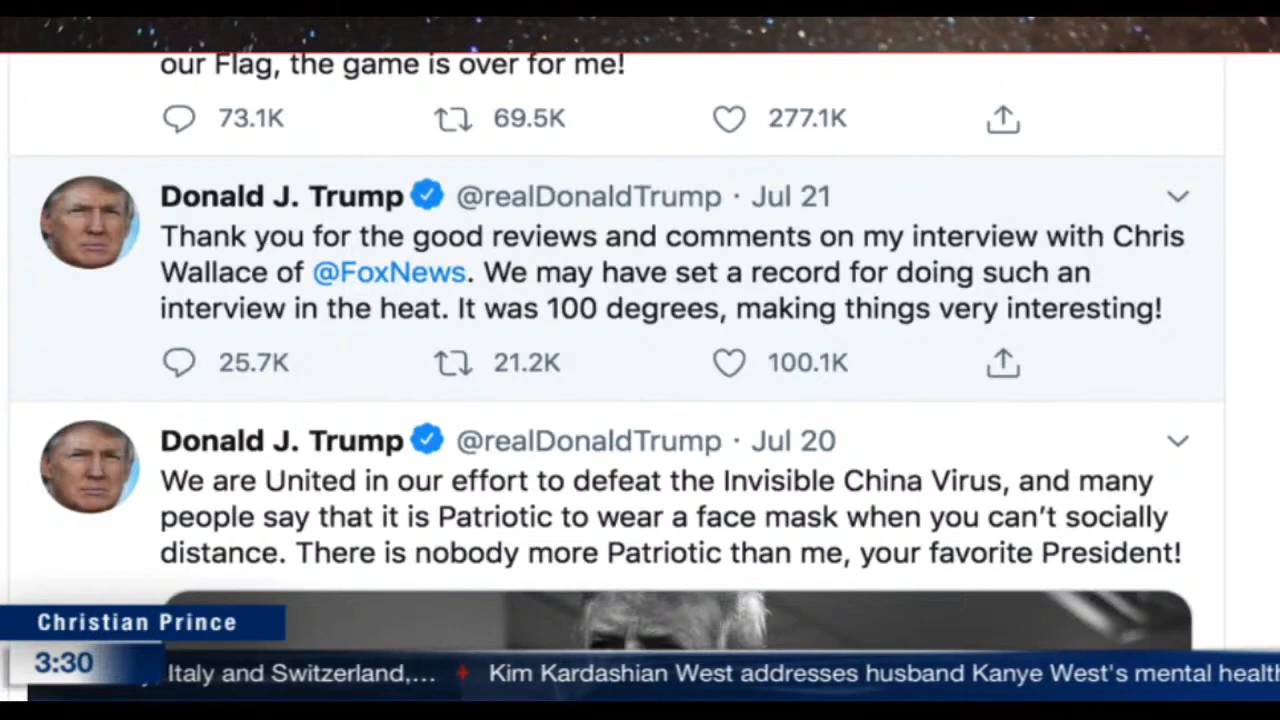 our Flag, the game is over for me!
73.1K 69.5K 277.1K
Donald J. Trump @realDonaldTrump · Jul 21
Thank you for the good reviews and comments on my interview with Chris
Wallace of @FoxNews. We may have set a record for doing such an
interview in the heat. It was 100 degrees, making things very interesting!
25.7K 21.2K 100.1K
Donald J. Trump @realDonaldTrump · Jul 20
We are United in our effort to defeat the Invisible China Virus, and many
people say that it is Patriotic to wear a face mask when you can’t socially
distance. There is nobody more Patriotic than me, your favorite President!
Christian Prince
3:30
Italy and Switzerland,... Kim Kardashian West addresses husband Kanye West's mental health